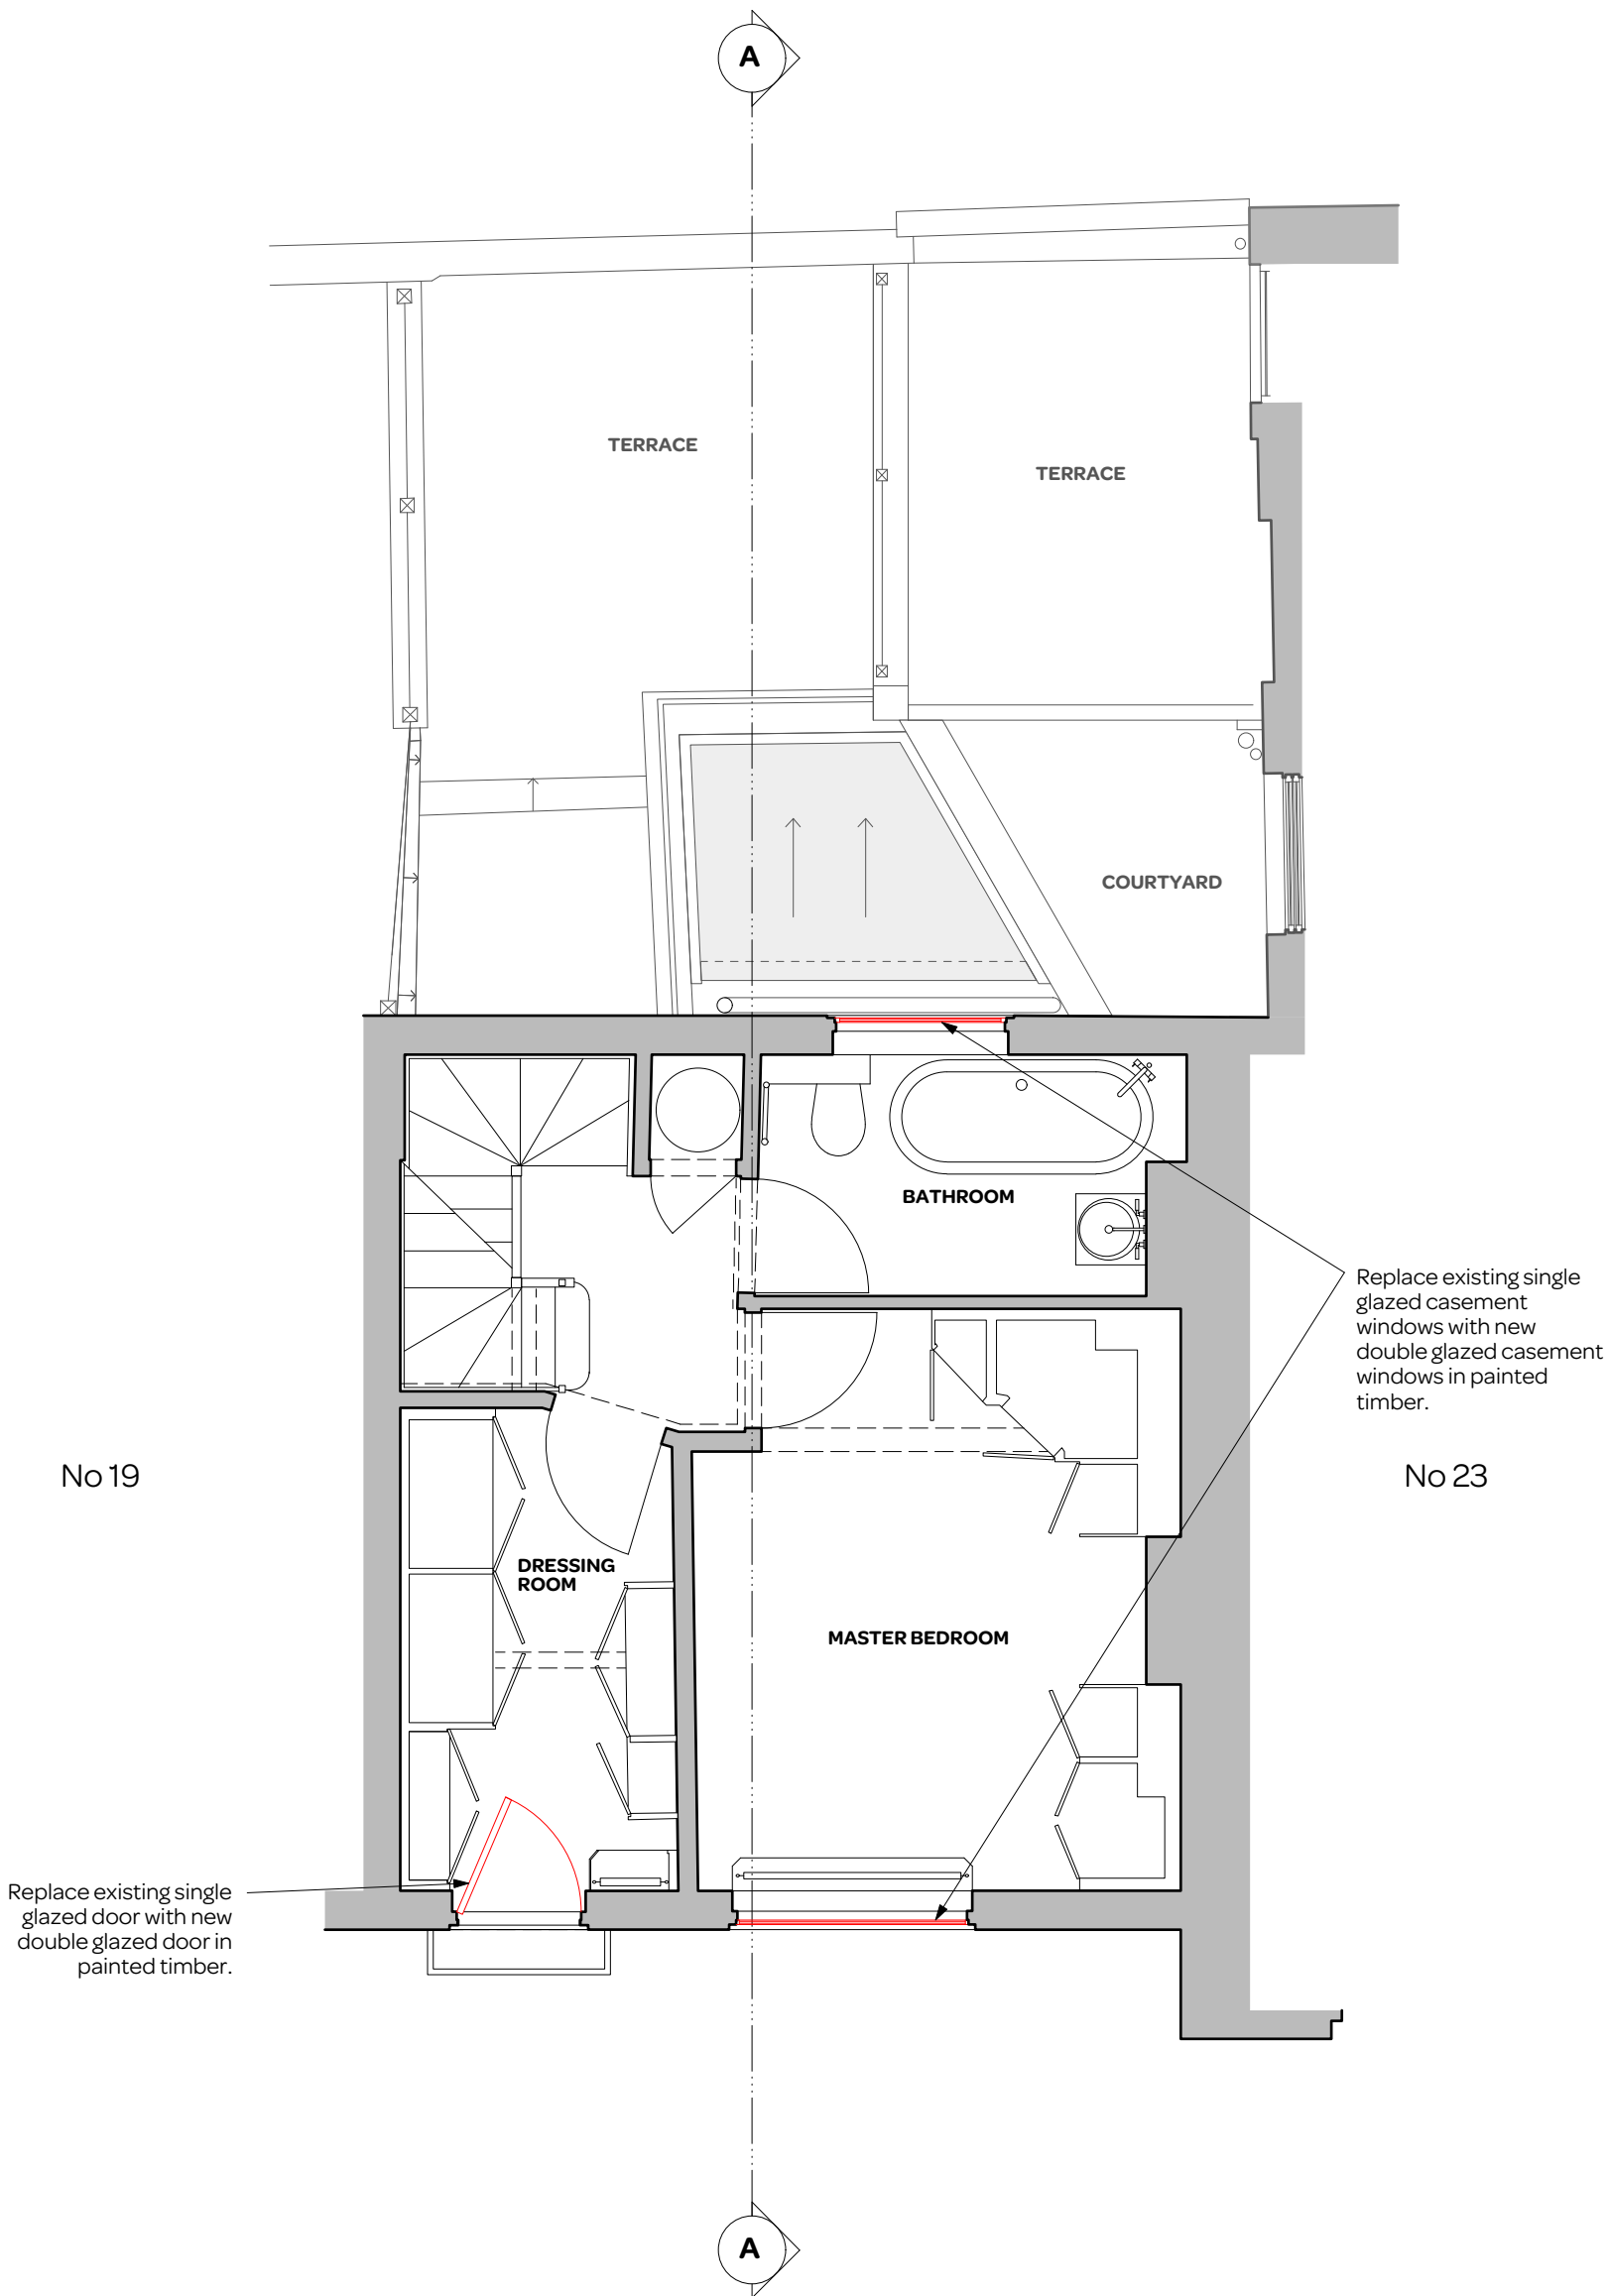 A
TERRACE
TERRACE
COURTYARD
BATHROOM
Replace existing single
glazed casement
windows with new
double glazed casement
windows in painted
timber.
No 19
No 23
DRESSING
ROOM
MASTER BEDROOM
Replace existing single
glazed door with new
double glazed door in
painted timber.
A